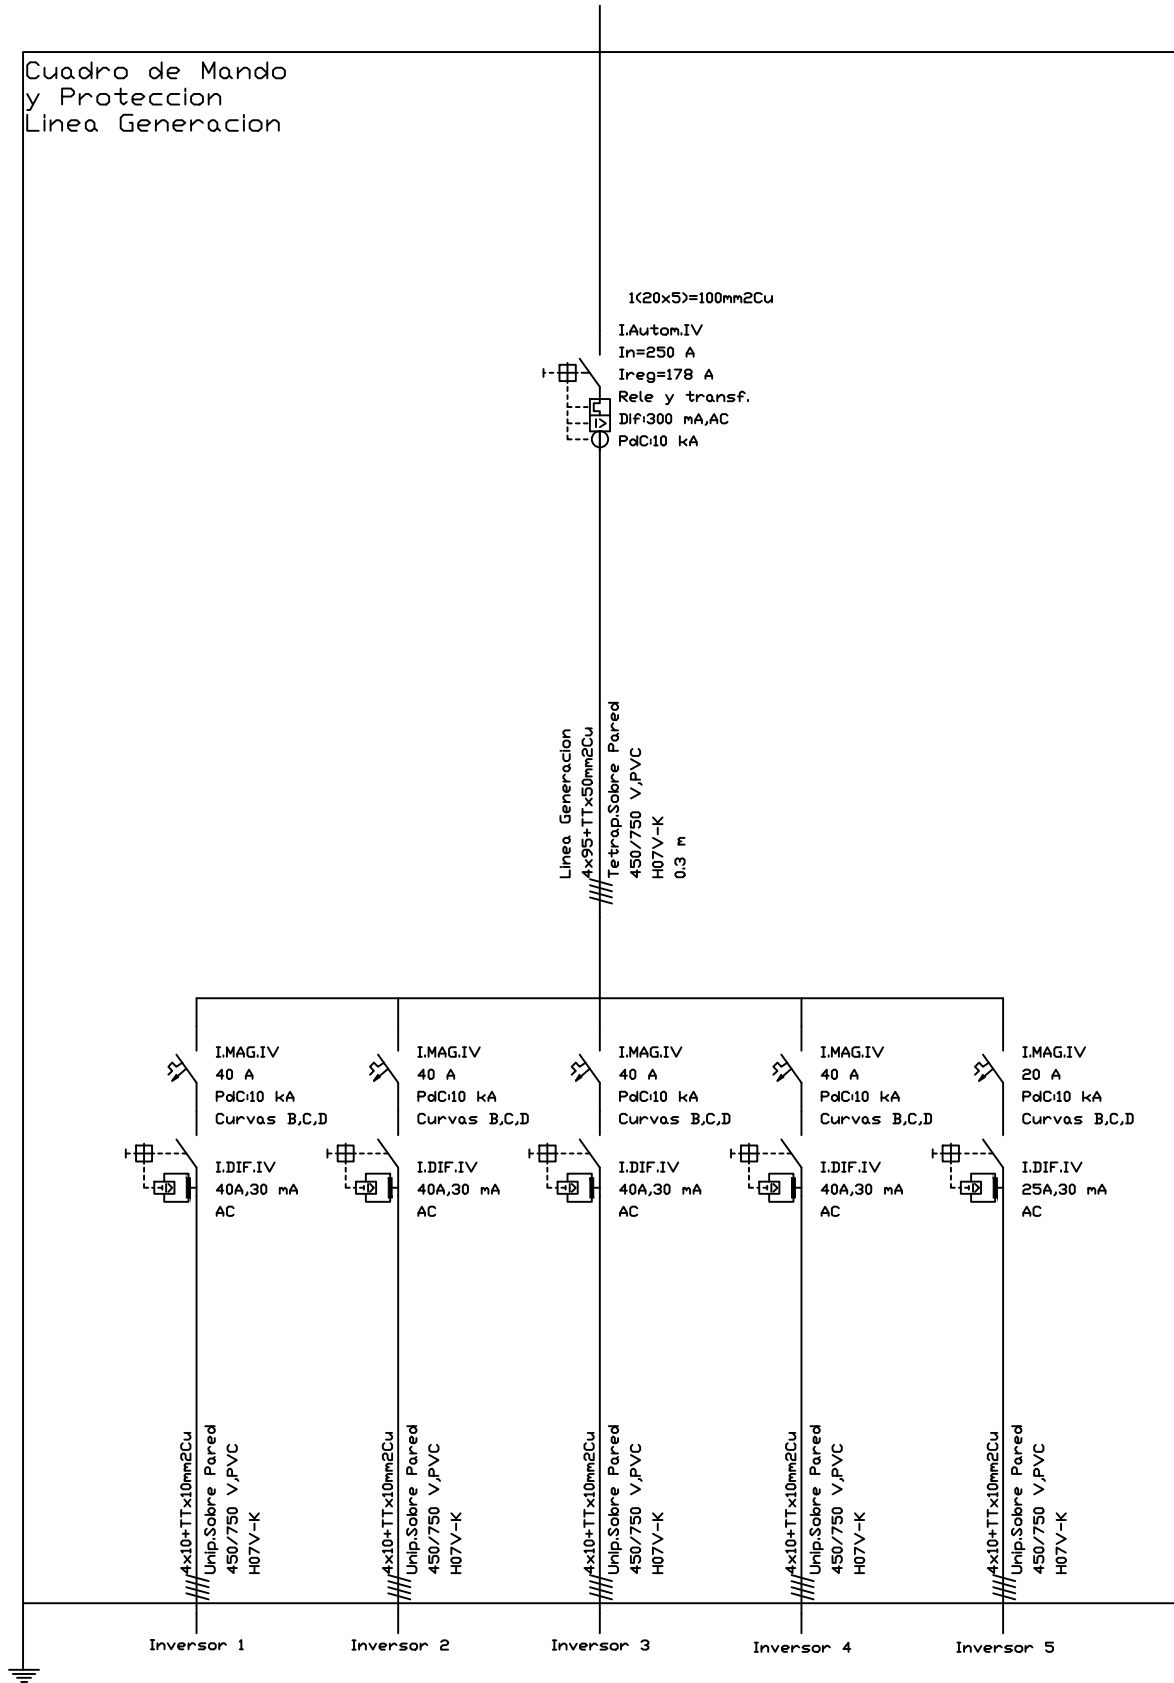 Cuadro de Mando
y Proteccion
Linea Generacion
1(20x5)=100mm2Cu
I.Autom.IV
In=250 A
Ireg=178 A
Rele y transf.
Dif:300 mA,AC
PdC:10 kA
Linea Generacion
4x95+TTx50mm2Cu
Tetrap.Sobre Pared
450/750 V,PVC
H07V-K
0.3 m
I.MAG.IV
40 A
PdC:10 kA
Curvas B,C,D
I.DIF.IV
40A,30 mA
AC
I.MAG.IV
40 A
PdC:10 kA
Curvas B,C,D
I.DIF.IV
40A,30 mA
AC
I.MAG.IV
40 A
PdC:10 kA
Curvas B,C,D
I.DIF.IV
40A,30 mA
AC
I.MAG.IV
40 A
PdC:10 kA
Curvas B,C,D
I.DIF.IV
40A,30 mA
AC
I.MAG.IV
20 A
PdC:10 kA
Curvas B,C,D
I.DIF.IV
25A,30 mA
AC
4x10+TTx10mm2Cu
Unip.Sobre Pared
450/750 V,PVC
H07V-K
4x10+TTx10mm2Cu
Unip.Sobre Pared
450/750 V,PVC
H07V-K
4x10+TTx10mm2Cu
Unip.Sobre Pared
450/750 V,PVC
H07V-K
4x10+TTx10mm2Cu
Unip.Sobre Pared
450/750 V,PVC
H07V-K
4x10+TTx10mm2Cu
Unip.Sobre Pared
450/750 V,PVC
H07V-K
Inversor 1
Inversor 2
Inversor 3
Inversor 4
Inversor 5